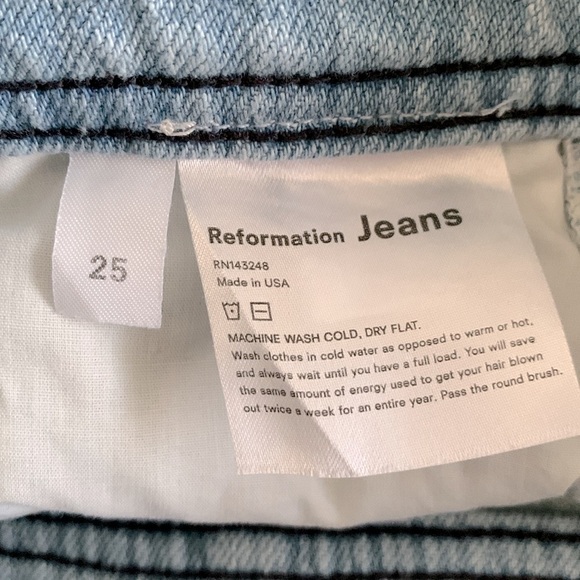 25
Reformation Jeans
RN143248
Made in USA
MACHINE WASH COLD, DRY FLAT.
Wash clothes in cold water as opposed to warm or hot,
and always wait until you have a full load. You will save
the same amount of energy used to get your hair blown
out twice a week for an entire year. Pass the round brush.